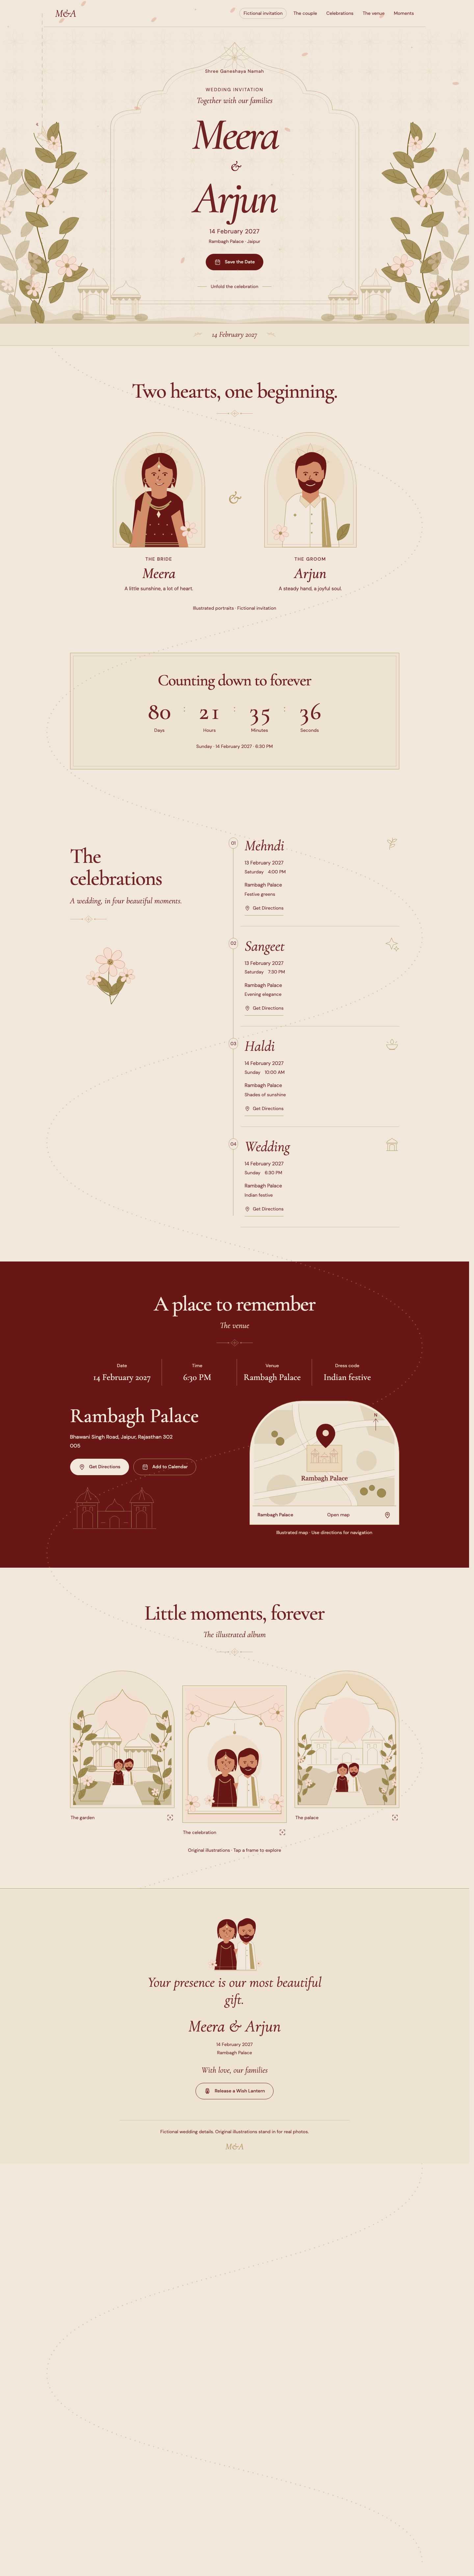 M&A
Fictional invitation
The couple
Celebrations
The venue
Moments
Shree Ganeshaya Namah
WEDDING INVITATION
Together with our families
Meera
&
Arjun
14 February 2027
Rambagh Palace · Jaipur
Save the Date
Unfold the celebration
14 February 2027
Two hearts, one beginning.
&
THE BRIDE
Meera
A little sunshine, a lot of heart.
THE GROOM
Arjun
A steady hand, a joyful soul.
Illustrated portraits · Fictional invitation
Counting down to forever
80 : 21 : 35 : 36
Days Hours Minutes Seconds
Sunday · 14 February 2027 · 6:30 PM
The
celebrations
A wedding, in four beautiful moments.
01
Mehndi
13 February 2027
Saturday 4:00 PM
Rambagh Palace
Festive greens
Get Directions
02
Sangeet
13 February 2027
Saturday 7:30 PM
Rambagh Palace
Evening elegance
Get Directions
03
Haldi
14 February 2027
Sunday 10:00 AM
Rambagh Palace
Shades of sunshine
Get Directions
04
Wedding
14 February 2027
Sunday 6:30 PM
Rambagh Palace
Indian festive
Get Directions
A place to remember
The venue
Date
14 February 2027
Time
6:30 PM
Venue
Rambagh Palace
Dress code
Indian festive
Rambagh Palace
Bhawani Singh Road, Jaipur, Rajasthan 302
005
Get Directions
Add to Calendar
N
Rambagh Palace
Rambagh Palace
Open map
Illustrated map · Use directions for navigation
Little moments, forever
The illustrated album
The garden
The celebration
The palace
Original illustrations · Tap a frame to explore
Your presence is our most beautiful
gift.
Meera & Arjun
14 February 2027
Rambagh Palace
With love, our families
Release a Wish Lantern
Fictional wedding details. Original illustrations stand in for real photos.
M&A